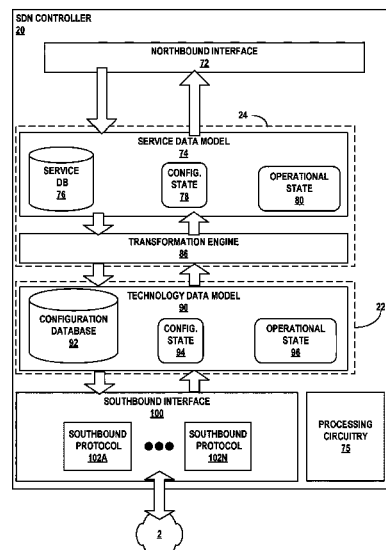 SDN CONTROLLER
20
NORTHBOUND INTERFACE
72
24
SERVICE DATA MODEL
74
SERVICE
DB
76
CONFIG.
STATE
78
OPERATIONAL
STATE
80
TRANSFORMATION ENGINE
86
TECHNOLOGY DATA MODEL
90
22
CONFIGURATION
DATABASE
92
CONFIG.
STATE
94
OPERATIONAL
STATE
96
SOUTHBOUND INTERFACE
100
SOUTHBOUND
PROTOCOL
102A
SOUTHBOUND
PROTOCOL
102N
PROCESSING
CIRCUITRY
75
2